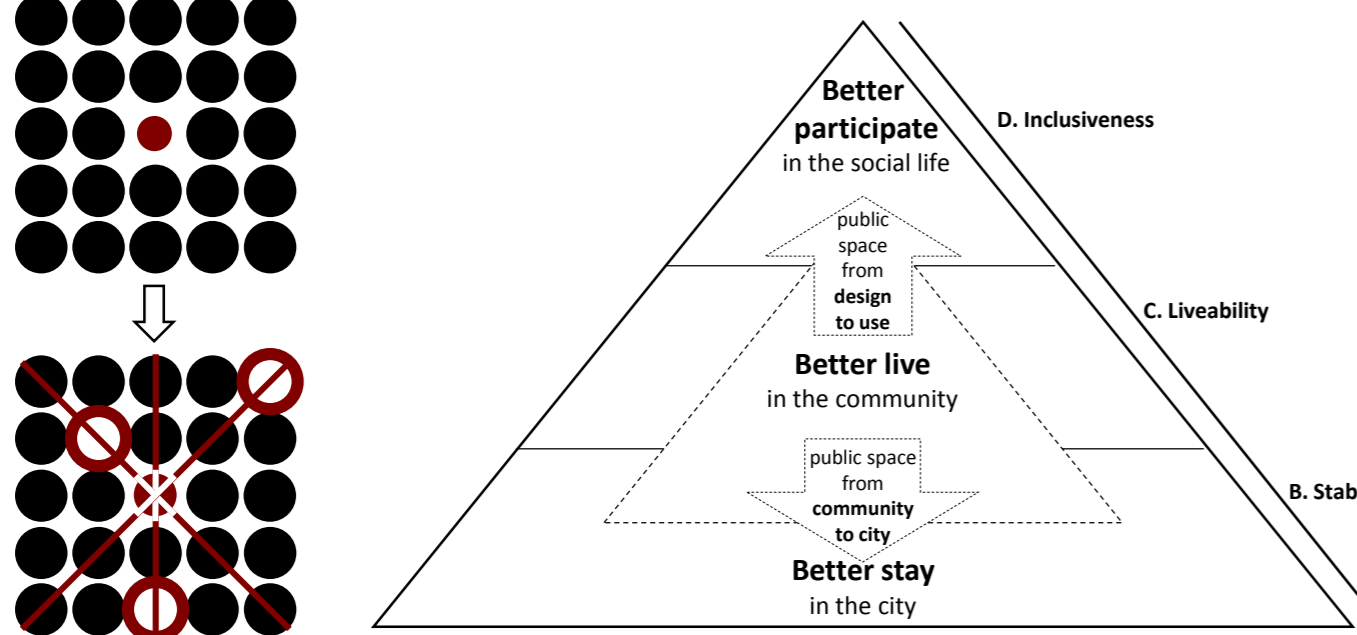 Better
participate
in the social life
D. Inclusiveness
public
space
from
design
to use
C. Liveability
Better live
in the community
public space
from
community
to city
B. Stab
Better stay
in the city